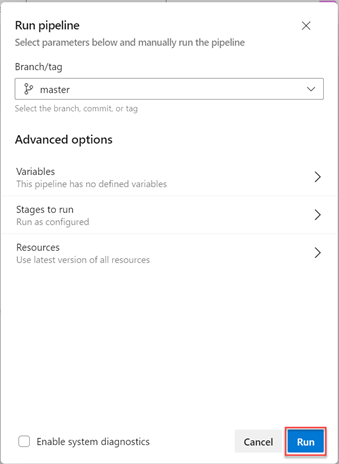 Run pipeline
Select parameters below and manually run the pipeline
Branch/tag
master
Select the branch, commit, or tag
Advanced options
Variables
This pipeline has no defined variables
Stages to run
Run as configured
Resources
Use latest version of all resources
Enable system diagnostics
Cancel
Run